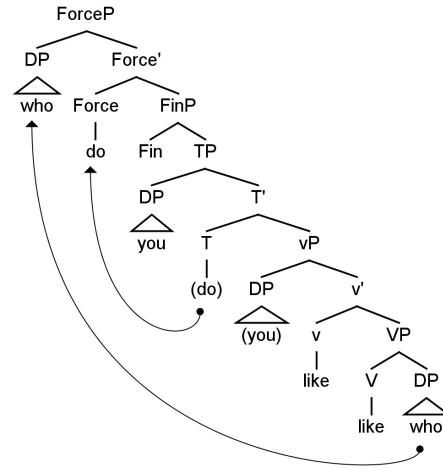 ForceP
DP Force'
who Force FinP
do Fin TP
DP T'
you T vP
(do) DP v'
(you) v VP
like V DP
like who